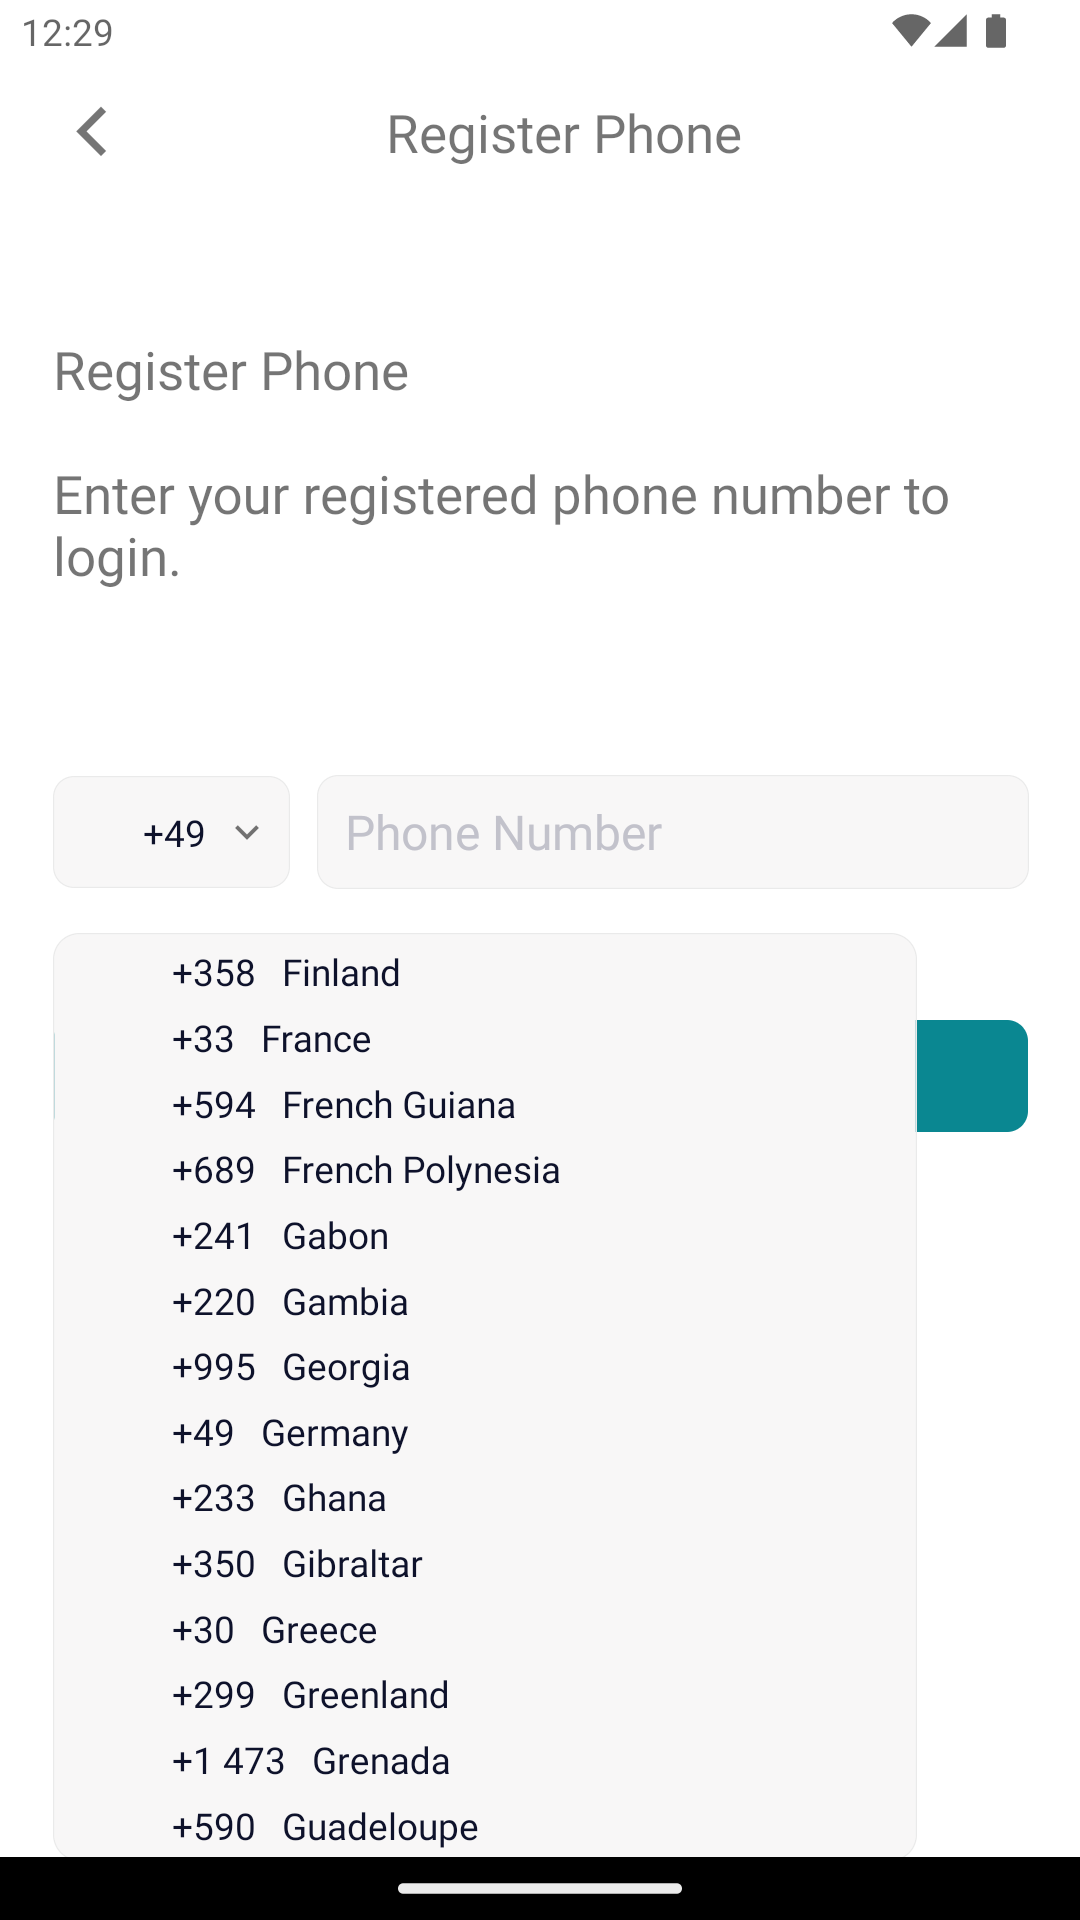 12:29
Register Phone
Register Phone
Enter your registered phone number to
login.
+49
Phone Number
+358 Finland
+33 France
+594 French Guiana
+689 French Polynesia
+241 Gabon
+220 Gambia
+995 Georgia
+49 Germany
+233 Ghana
+350 Gibraltar
+30 Greece
+299 Greenland
+1 473 Grenada
+590 Guadeloupe